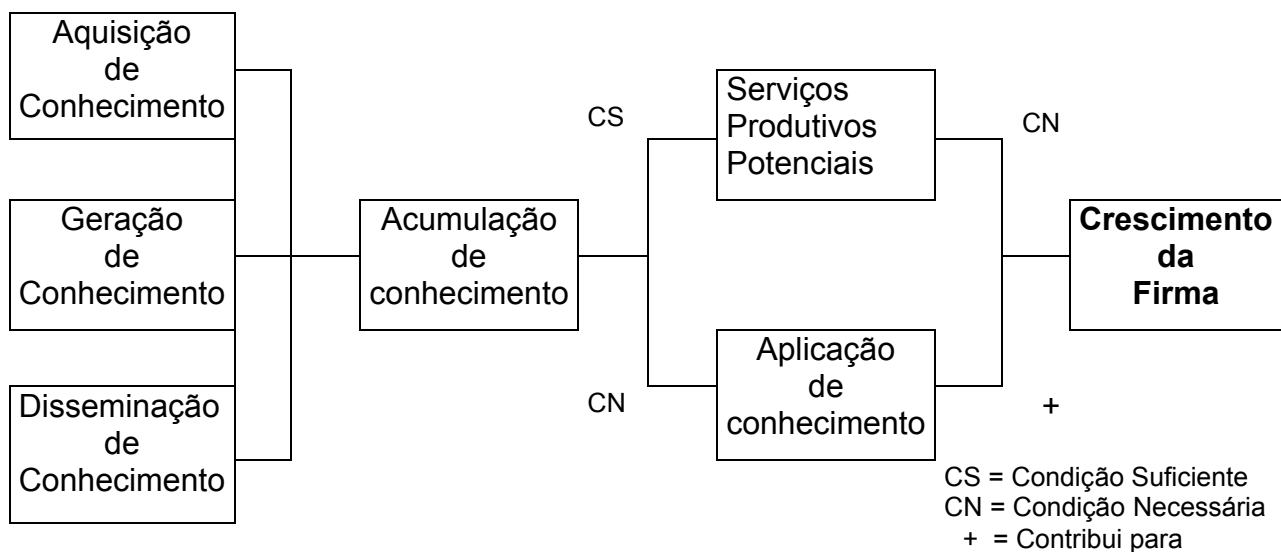 Aquisição
de
Conhecimento
Geração
de
Conhecimento
Disseminação
de
Conhecimento
Acumulação
de
conhecimento
CS
CN
Serviços
Produtivos
Potenciais
Aplicação
de
conhecimento
CN
+
Crescimento
da
Firma
CS = Condição Suficiente
CN = Condição Necessária
+ = Contribui para